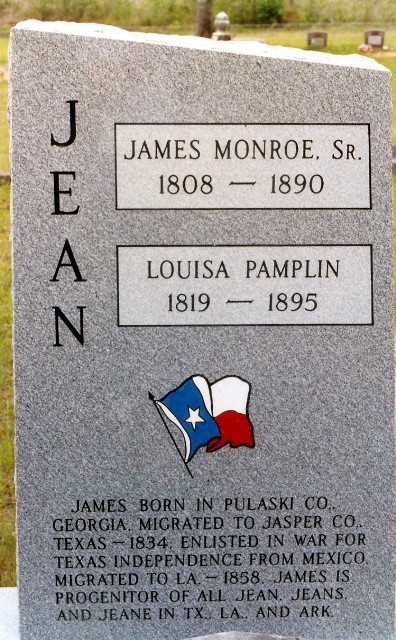 JEAN
JAMES MONROE, SR.
1808 — 1890
LOUISA PAMPLIN
1819 — 1895
JAMES BORN IN PULASKI CO.,
GEORGIA. MIGRATED TO JASPER CO.,
TEXAS — 1834. ENLISTED IN WAR FOR
TEXAS INDEPENDENCE FROM MEXICO.
MIGRATED TO LA. — 1858. JAMES IS
PROGENITOR OF ALL JEAN, JEANS,
AND JEANE IN TX., LA., AND ARK.